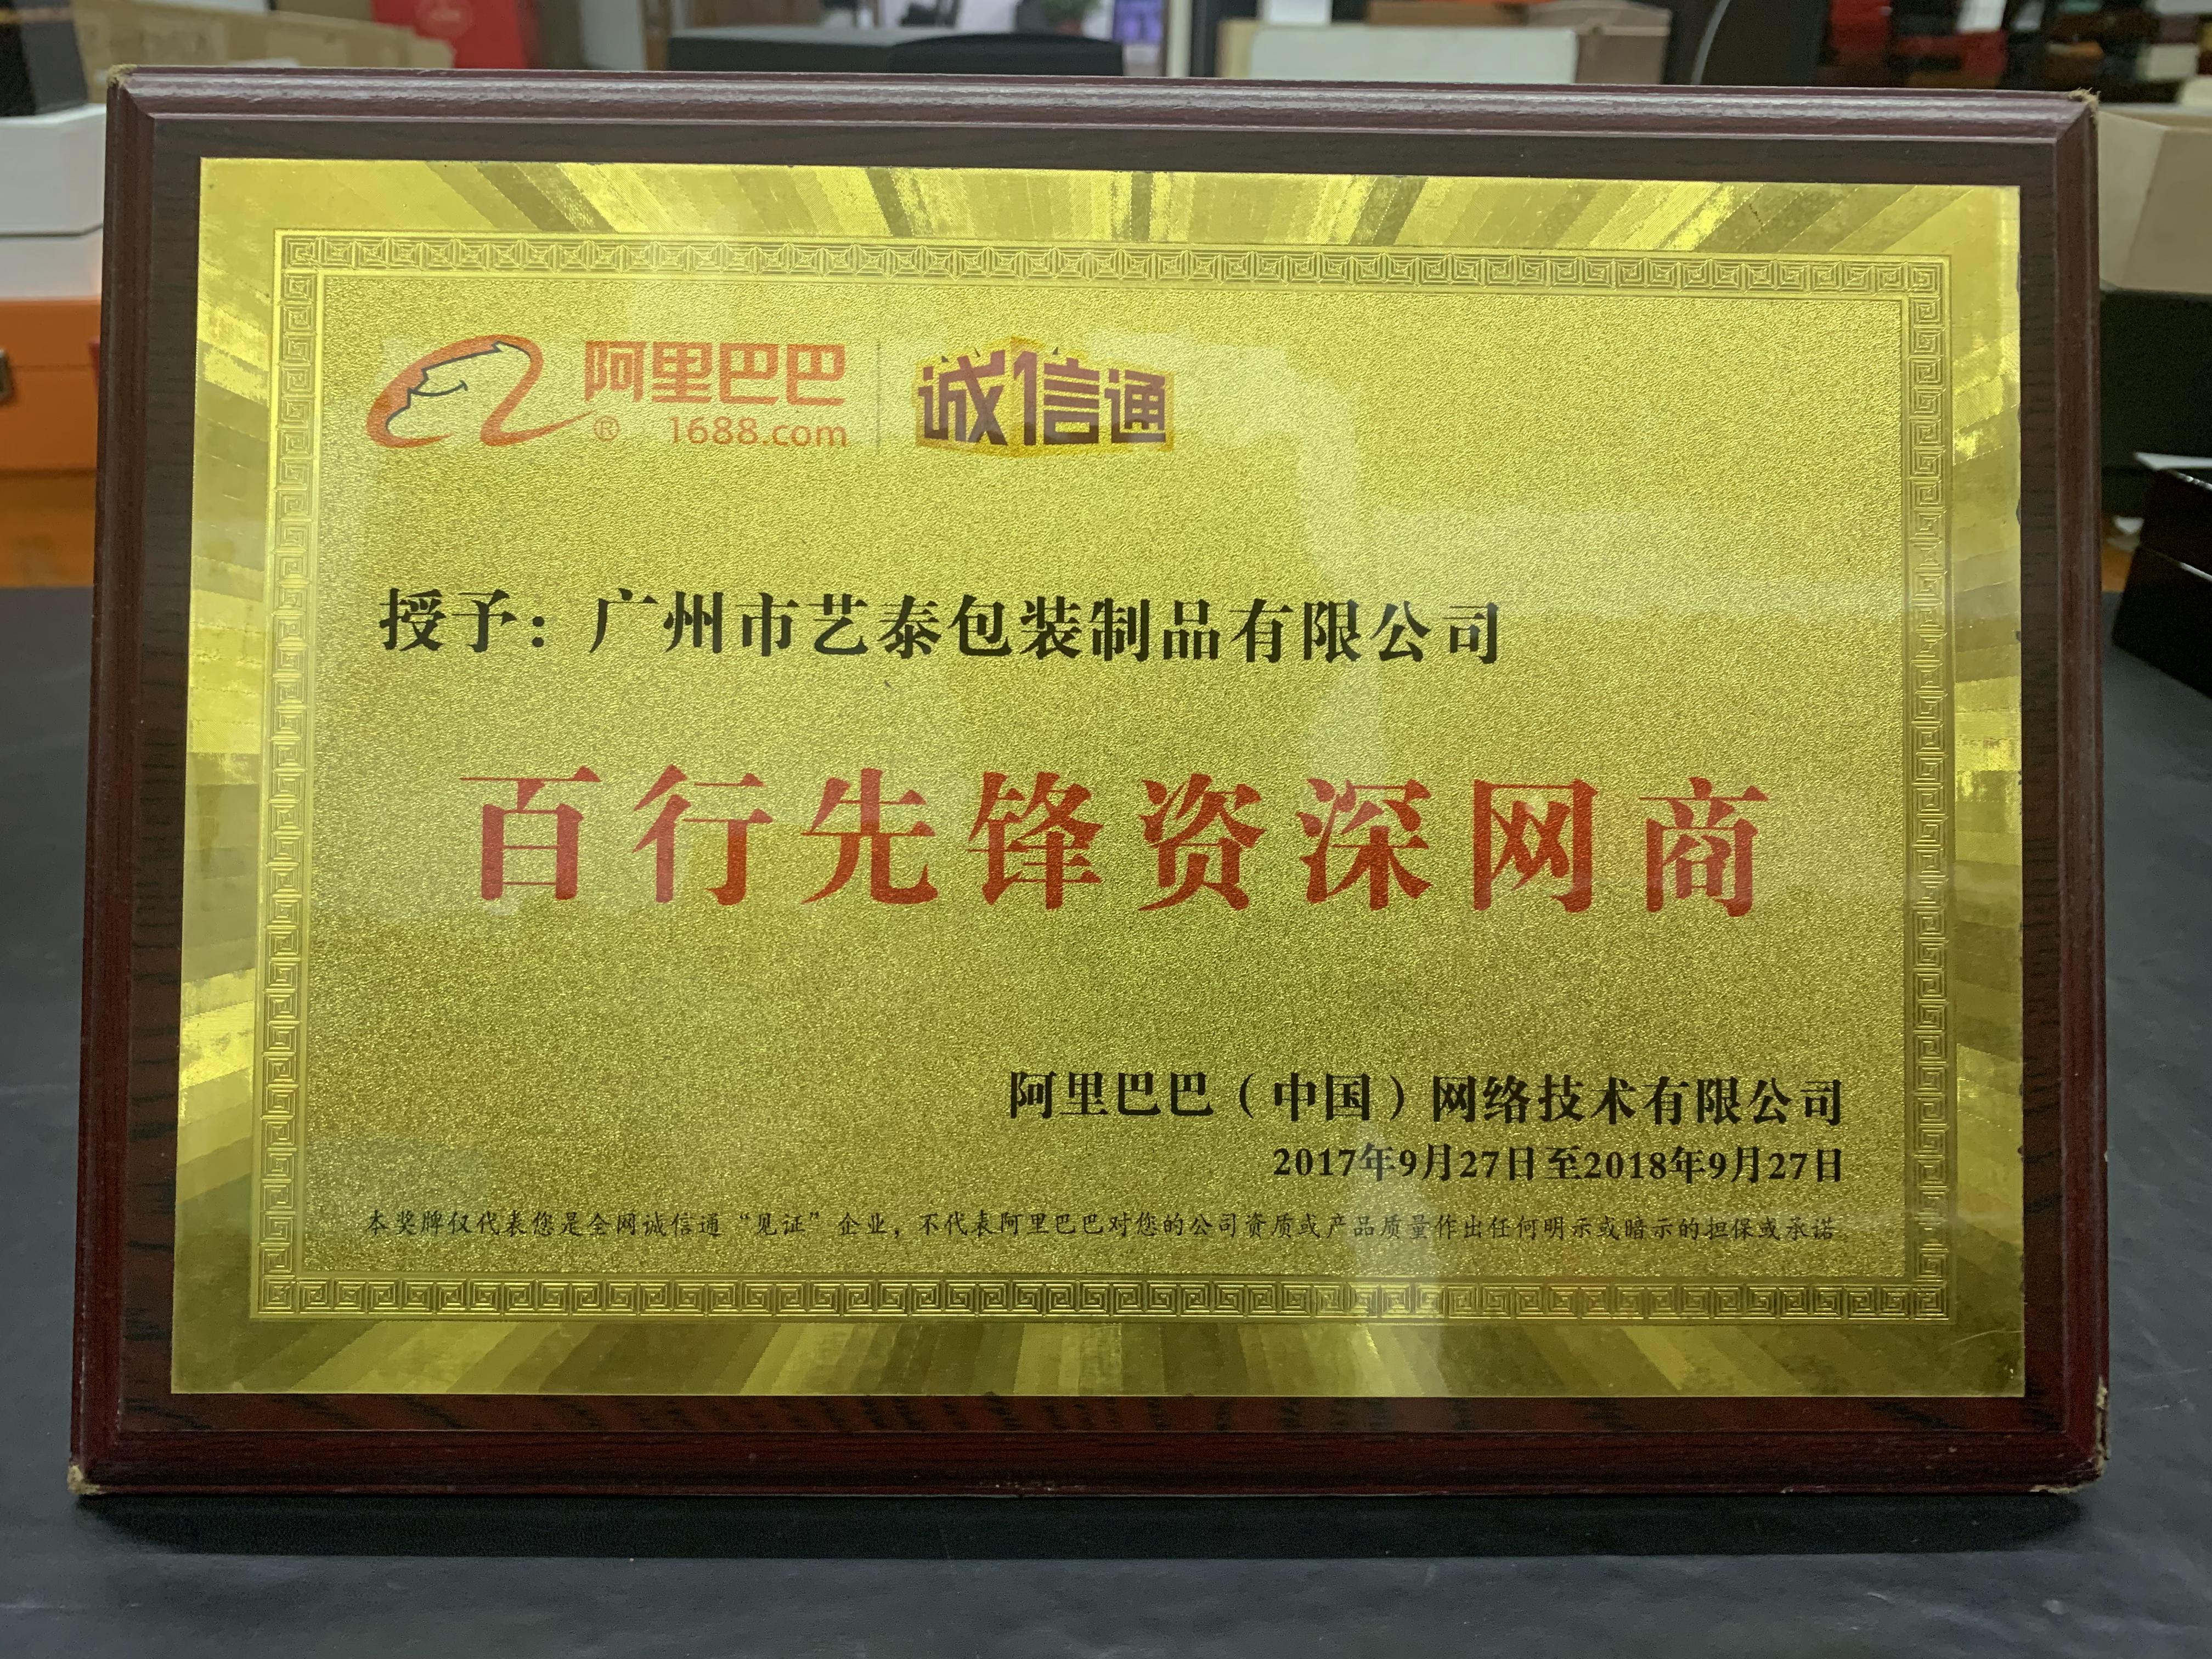 阿里巴巴 诚信通
® 1688.com
授予：广州市艺泰包装制品有限公司
百行先锋资深网商
阿里巴巴（中国）网络技术有限公司
2017年9月27日至2018年9月27日
本奖牌仅代表您是全网诚信通“见证”企业，不代表阿里巴巴对您的公司资质或产品质量作出任何明示或暗示的担保或承诺